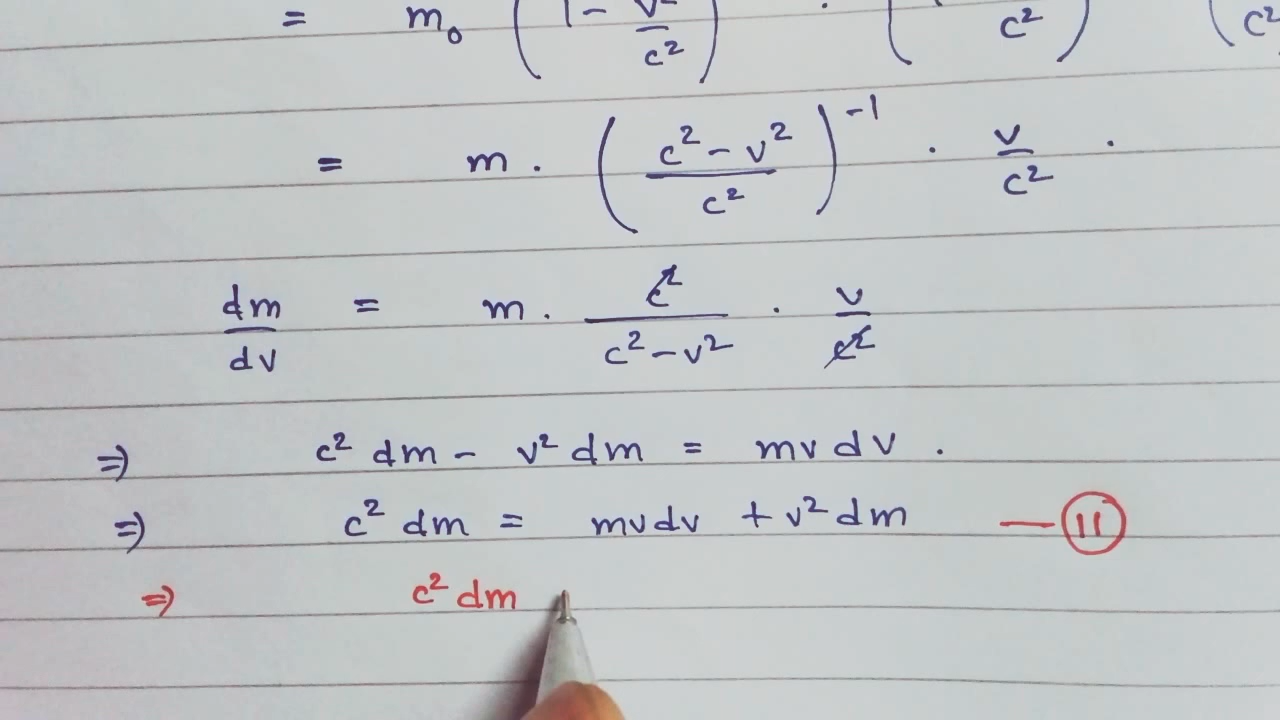 = m₀ (1 - v²/c²) · ( c² ) ( c²
= m · ((c² - v²)/c²)⁻¹ · v/c² ·
dm/dv = m · c²/(c² - v²) · v/c²
⇒ c² dm - v² dm = mv dv .
⇒ c² dm = mvdv + v² dm — 11
⇒ c² dm